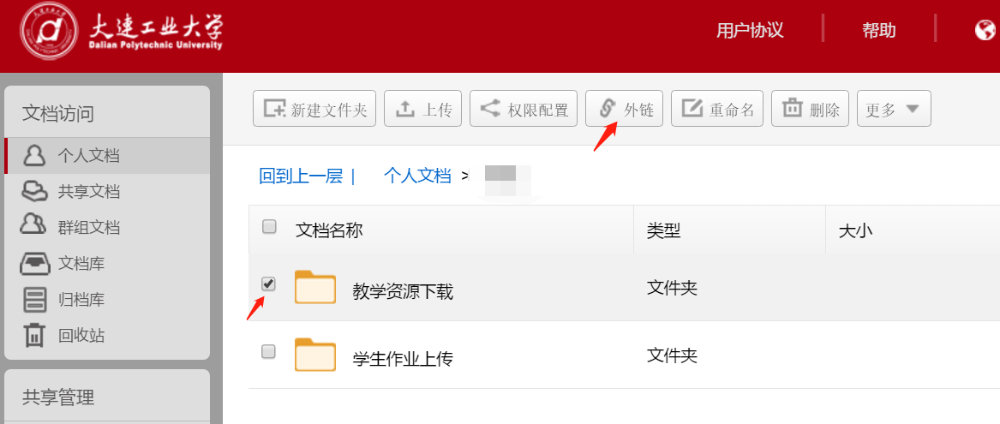 大连工业大学
Dalian Polytechnic University
用户协议
帮助
文档访问
个人文档
共享文档
群组文档
文档库
归档库
回收站
共享管理
新建文件夹
上传
权限配置
外链
重命名
删除
更多
回到上一层 | 个人文档 >
文档名称 类型 大小
教学资源下载 文件夹
学生作业上传 文件夹